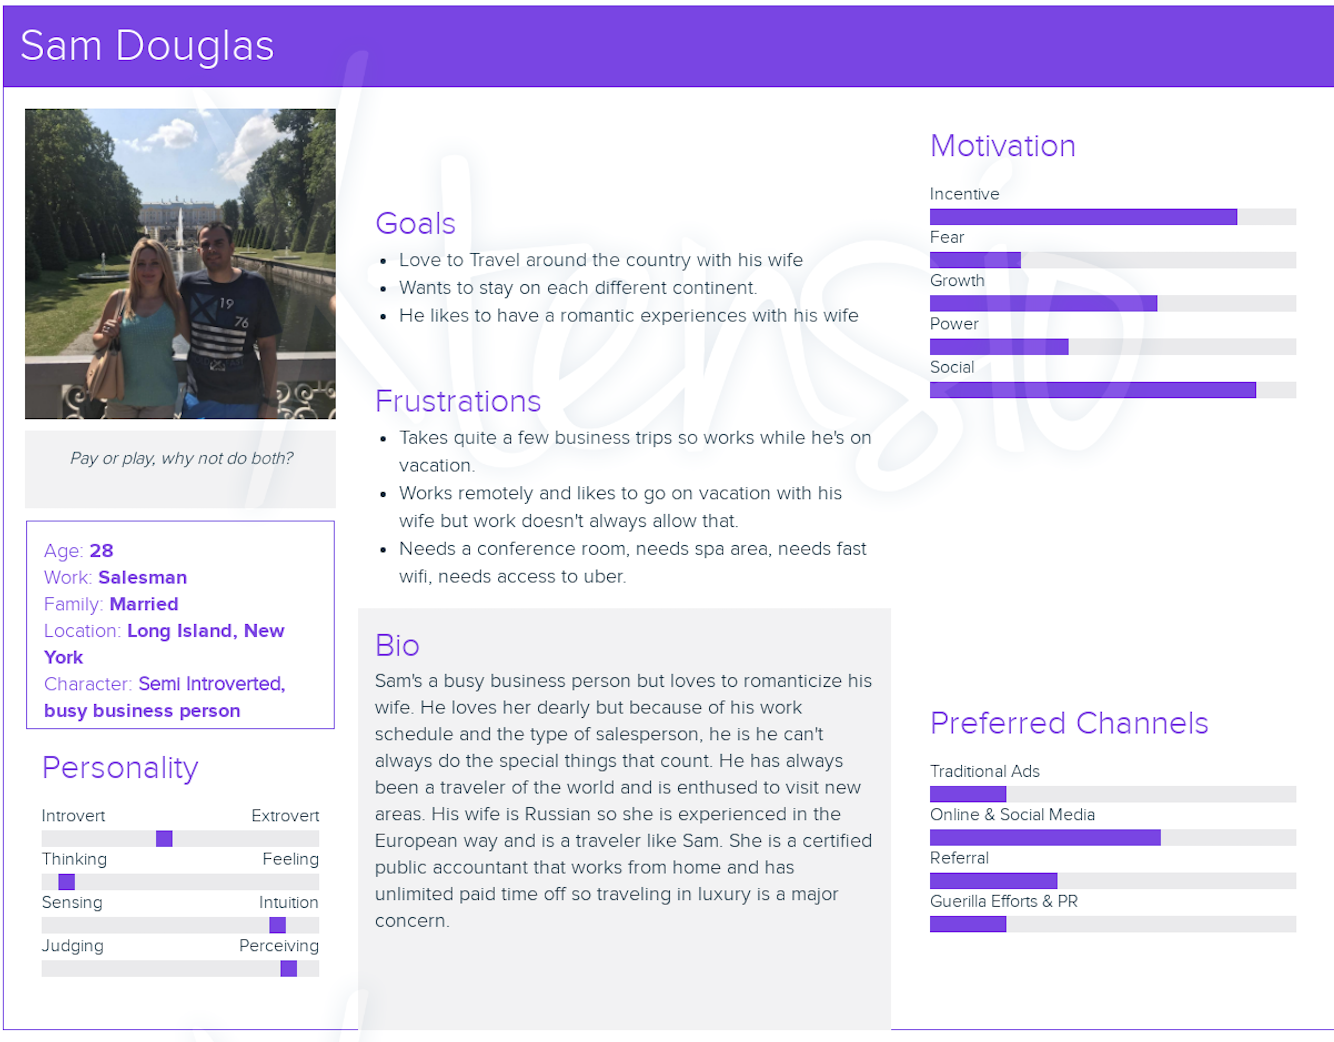 Sam Douglas
19
76
Pay or play, why not do both?
Age: 28
Work: Salesman
Family: Married
Location: Long Island, New
York
Character: Semi Introverted,
busy business person
Personality
Introvert Extrovert
Thinking Feeling
Sensing Intuition
Judging Perceiving
Goals
Love to Travel around the country with his wife
Wants to stay on each different continent.
He likes to have a romantic experiences with his wife
Frustrations
Takes quite a few business trips so works while he's on
vacation.
Works remotely and likes to go on vacation with his
wife but work doesn't always allow that.
Needs a conference room, needs spa area, needs fast
wifi, needs access to uber.
Bio
Sam's a busy business person but loves to romanticize his
wife. He loves her dearly but because of his work
schedule and the type of salesperson, he is he can't
always do the special things that count. He has always
been a traveler of the world and is enthused to visit new
areas. His wife is Russian so she is experienced in the
European way and is a traveler like Sam. She is a certified
public accountant that works from home and has
unlimited paid time off so traveling in luxury is a major
concern.
Motivation
Incentive
Fear
Growth
Power
Social
Preferred Channels
Traditional Ads
Online & Social Media
Referral
Guerilla Efforts & PR
Xtensio